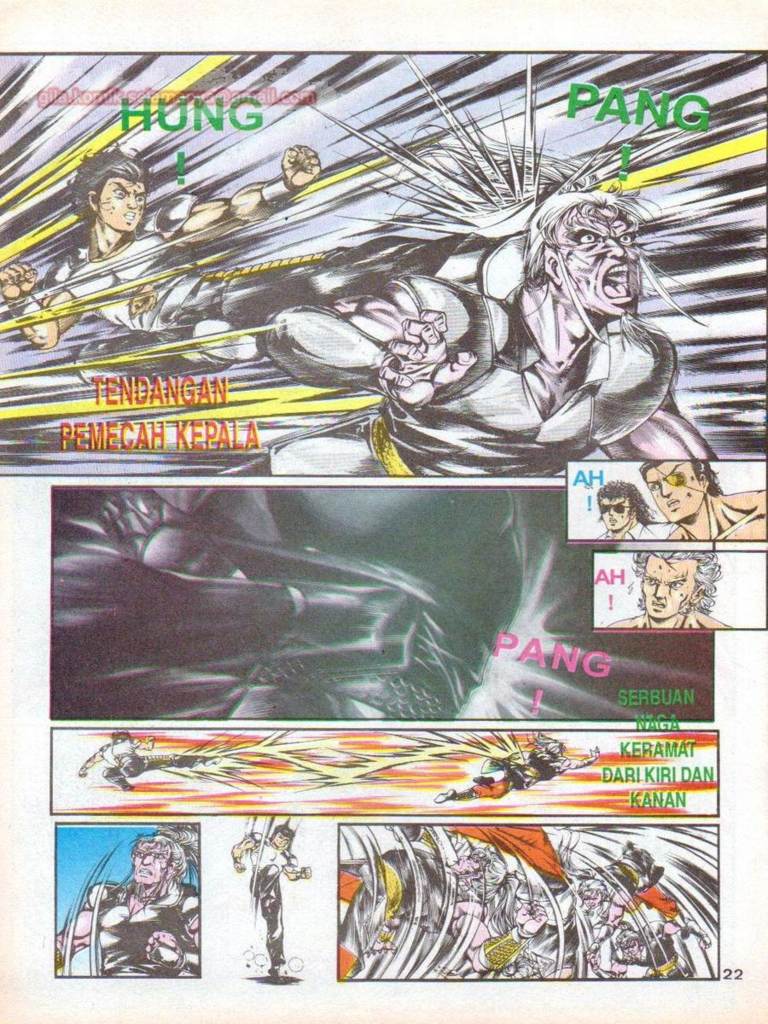 HUNG
!
PANG
!
TENDANGAN
PEMECAH KEPALA
AH
!
AH
!
PANG
!
SERBUAN
NAGA
KERAMAT
DARI KIRI DAN
KANAN
22